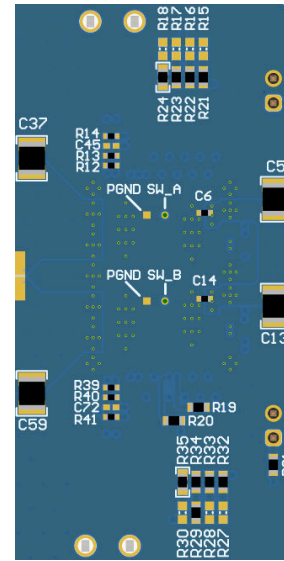 R18 R17 R16 R15
R24 R23 R22 R21
C37
R14
C45
R13
R12
C5
PGND SW_A
C6
PGND SW_B
C14
C13
R39
R40
C72
R41
C59
R19
R20
R35 R34 R33 R32
R30 R29 R28 R27